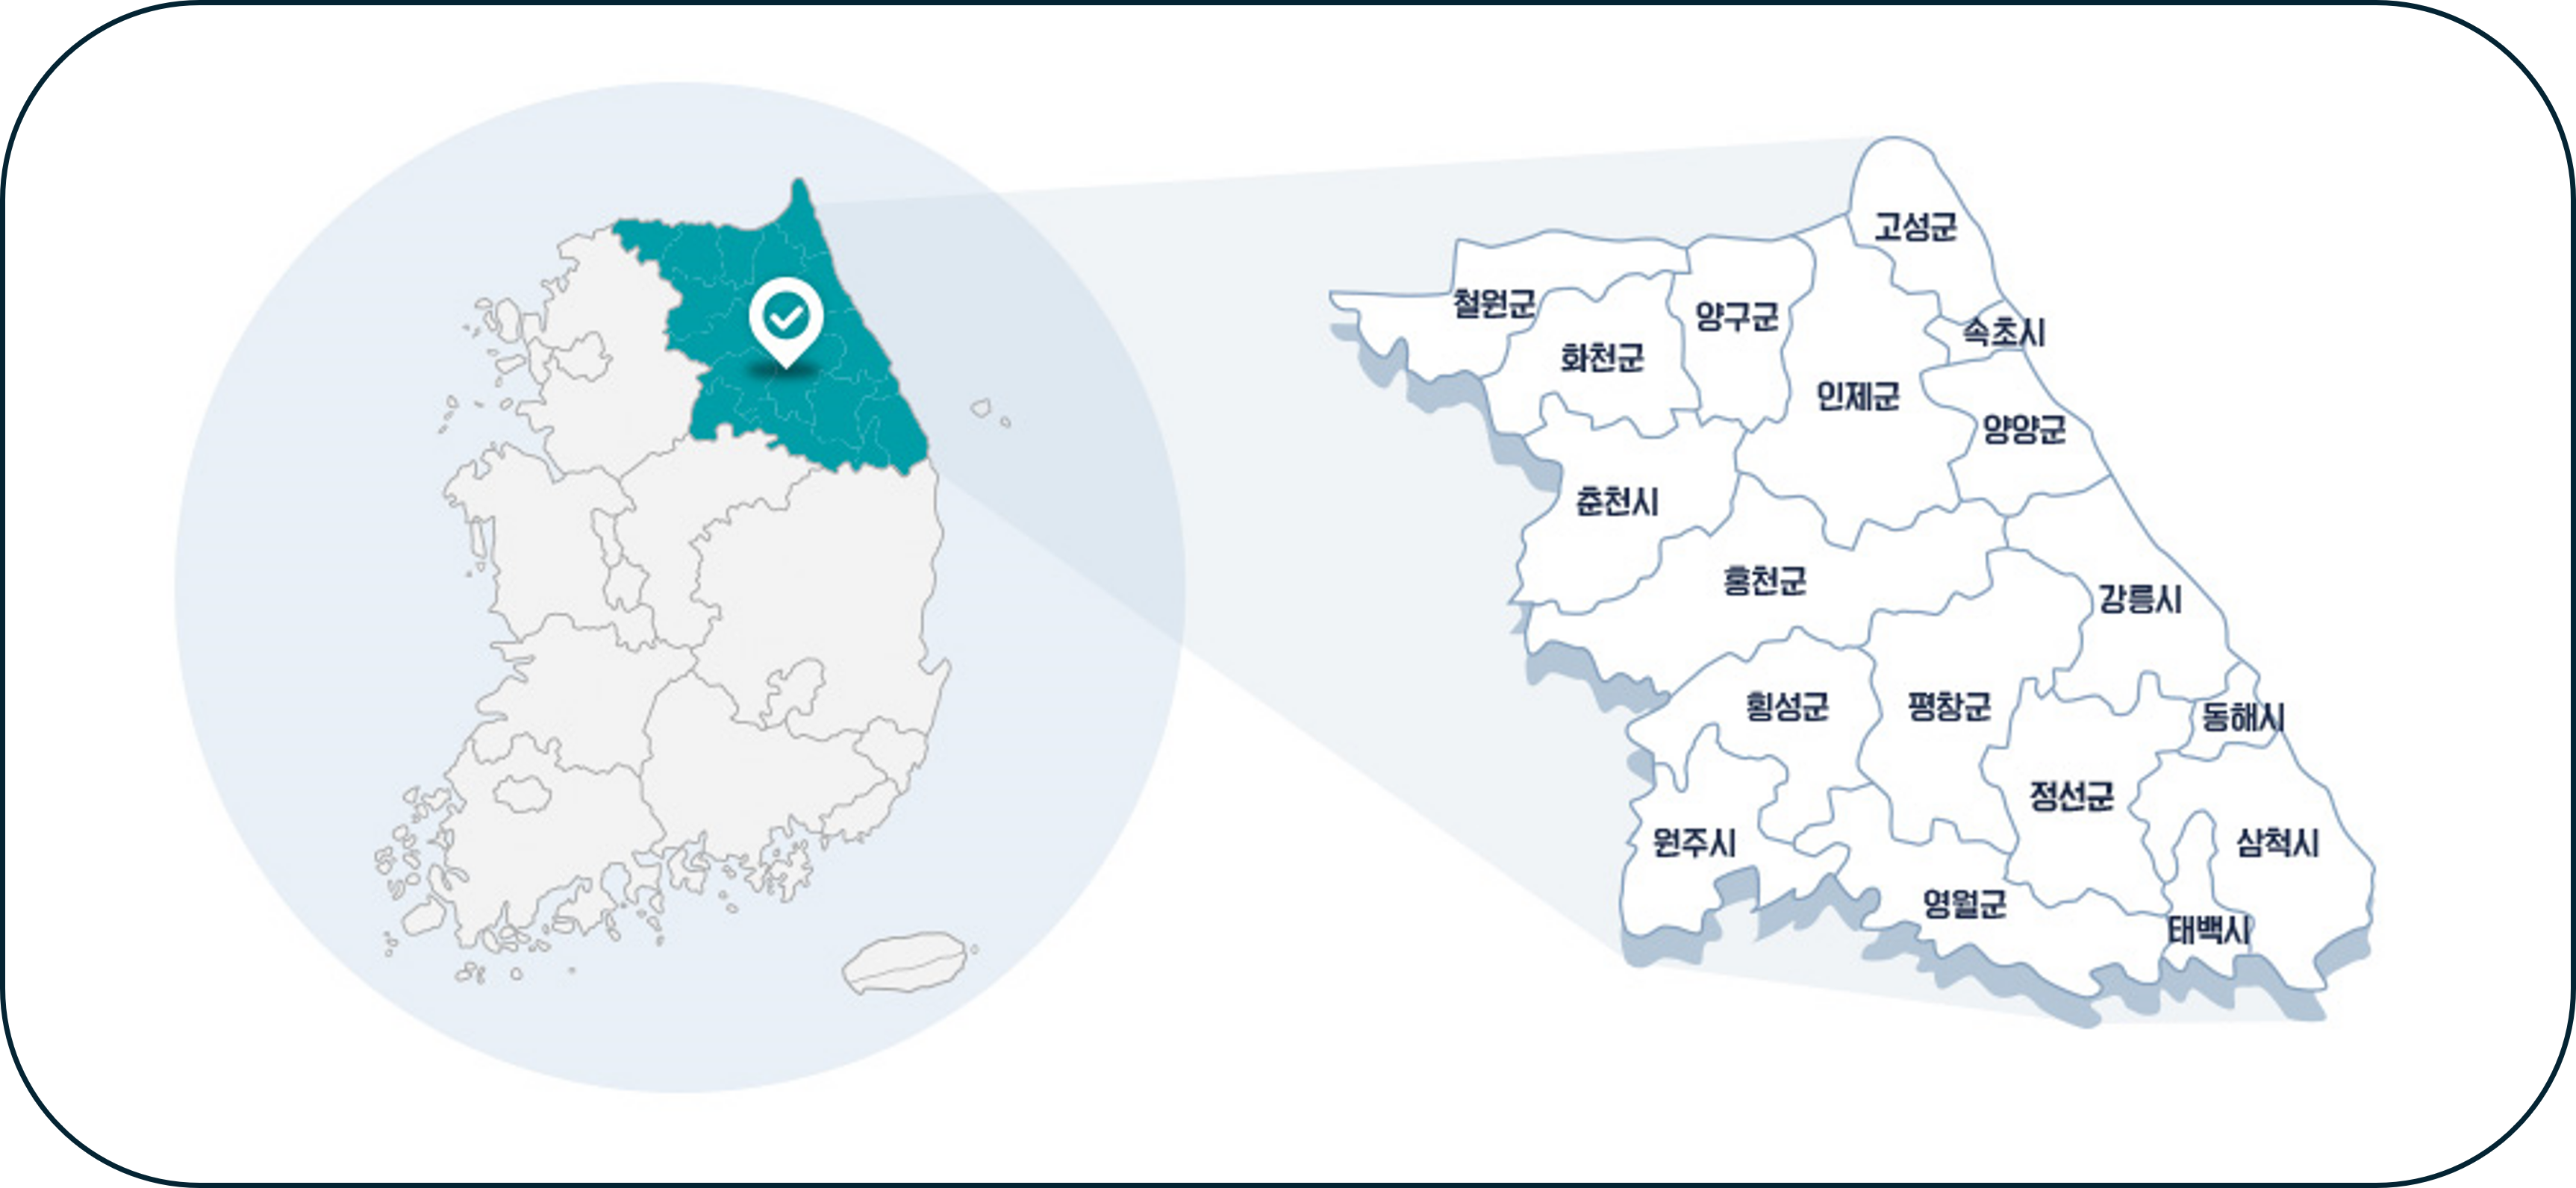 고성군
철원군
양구군
속초시
화천군
인제군
양양군
춘천시
홍천군
강릉시
횡성군
평창군
동해시
정선군
원주시
삼척시
영월군
태백시